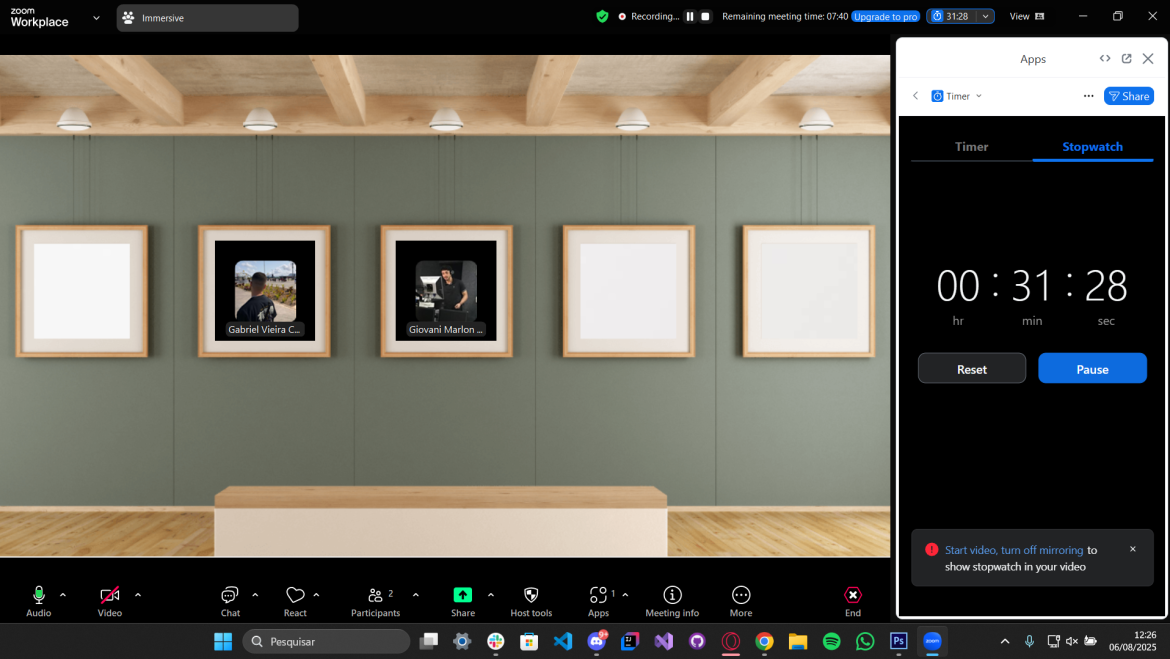 zoom
Workplace
Immersive
Recording...
Remaining meeting time: 07:40
Upgrade to pro
31:28
View
Apps
Timer
Share
Timer
Stopwatch
00 : 31 : 28
hr
min
sec
Reset
Pause
Gabriel Vieira C...
Giovani Marlon ...
Start video, turn off mirroring to
show stopwatch in your video
2
1
Audio
Video
Chat
React
Participants
Share
Host tools
Apps
Meeting info
More
End
Pesquisar
9+
Ps
zoom
12:26
06/08/2025